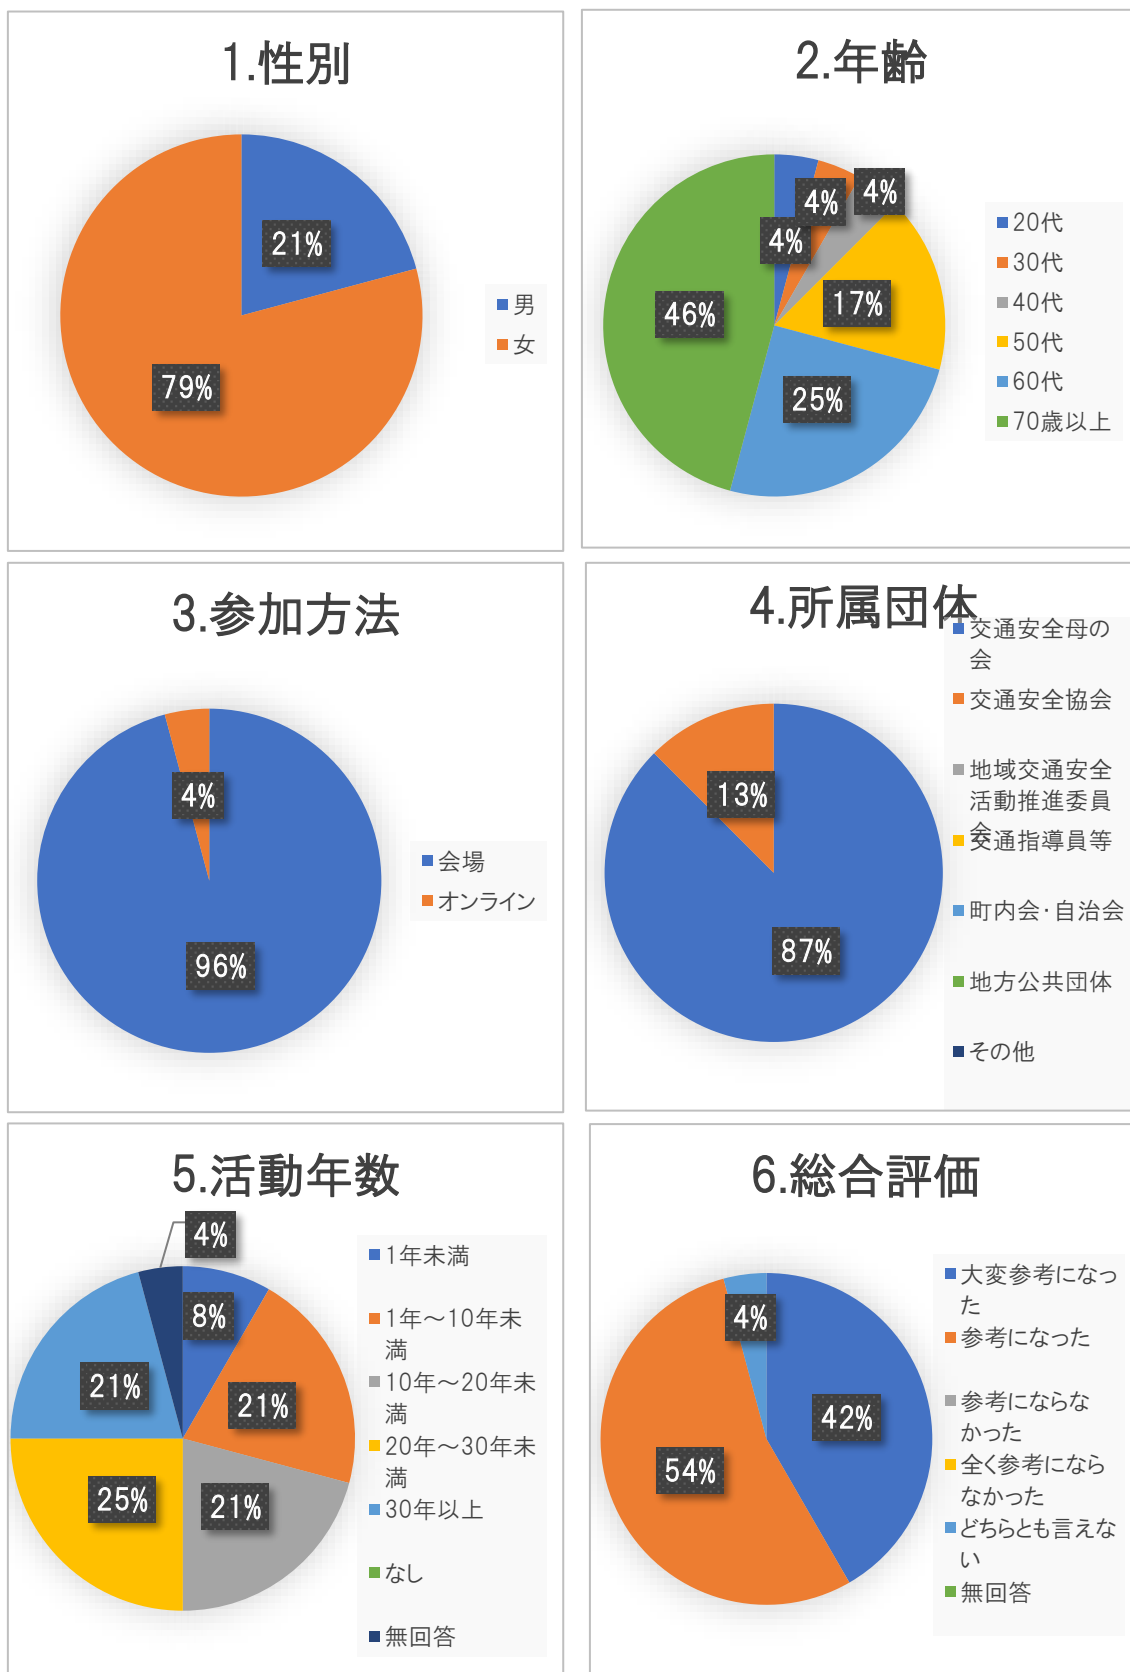 1.性別
21%
79%
男
女
2.年齢
4%
4%
4%
17%
25%
46%
20代
30代
40代
50代
60代
70歳以上
3.参加方法
4%
96%
会場
オンライン
4.所属団体
13%
87%
交通安全母の
会
交通安全協会
地域交通安全
活動推進委員
会
交通指導員等
町内会・自治会
地方公共団体
その他
5.活動年数
4%
8%
21%
21%
25%
21%
1年未満
1年～10年未
満
10年～20年未
満
20年～30年未
満
30年以上
なし
無回答
6.総合評価
4%
42%
54%
大変参考になっ
た
参考になった
参考にならな
かった
全く参考になら
なかった
どちらとも言えな
い
無回答